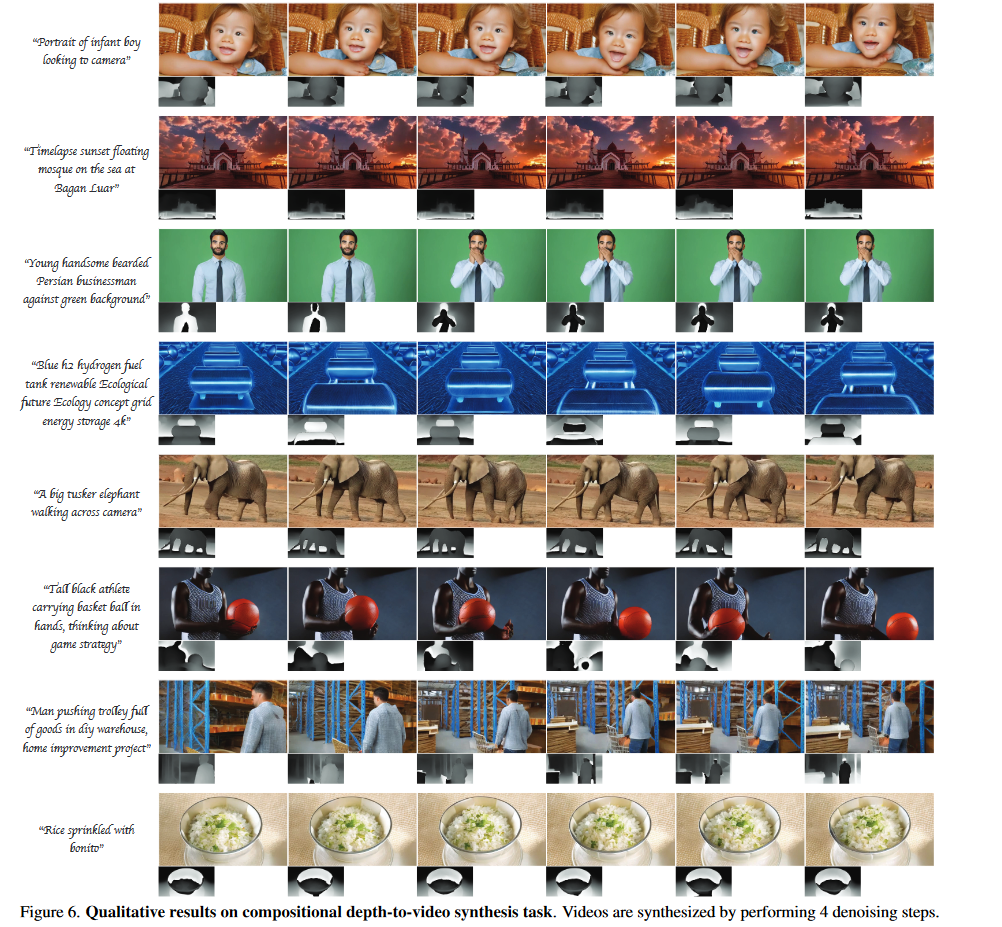 “Portrait of infant boy
looking to camera”
“Timelapse sunset floating
mosque on the sea at
Bagan Luar”
“Young handsome bearded
Persian businessman
against green background”
“Blue h2 hydrogen fuel
tank renewable Ecological
future Ecology concept grid
energy storage 4k”
“A big tusker elephant
walking across camera”
“Tall black athlete
carrying basket ball in
hands, thinking about
game strategy”
“Man pushing trolley full
of goods in diy warehouse,
home improvement project”
“Rice sprinkled with
bonito”
Figure 6. Qualitative results on compositional depth-to-video synthesis task. Videos are synthesized by performing 4 denoising steps.